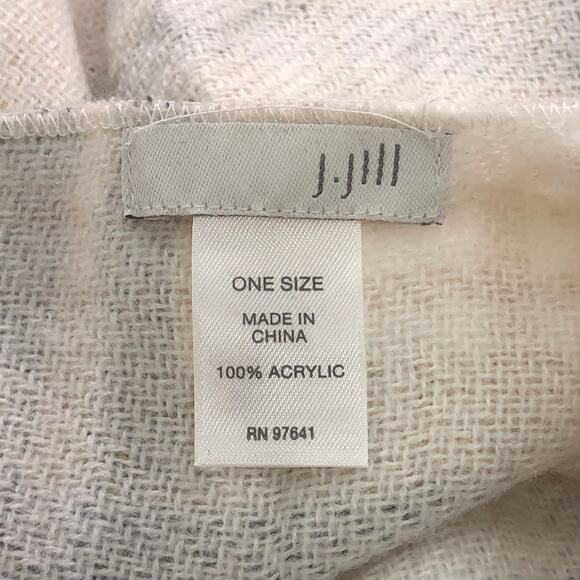 J.Jill
ONE SIZE
MADE IN
CHINA
100% ACRYLIC
RN 97641